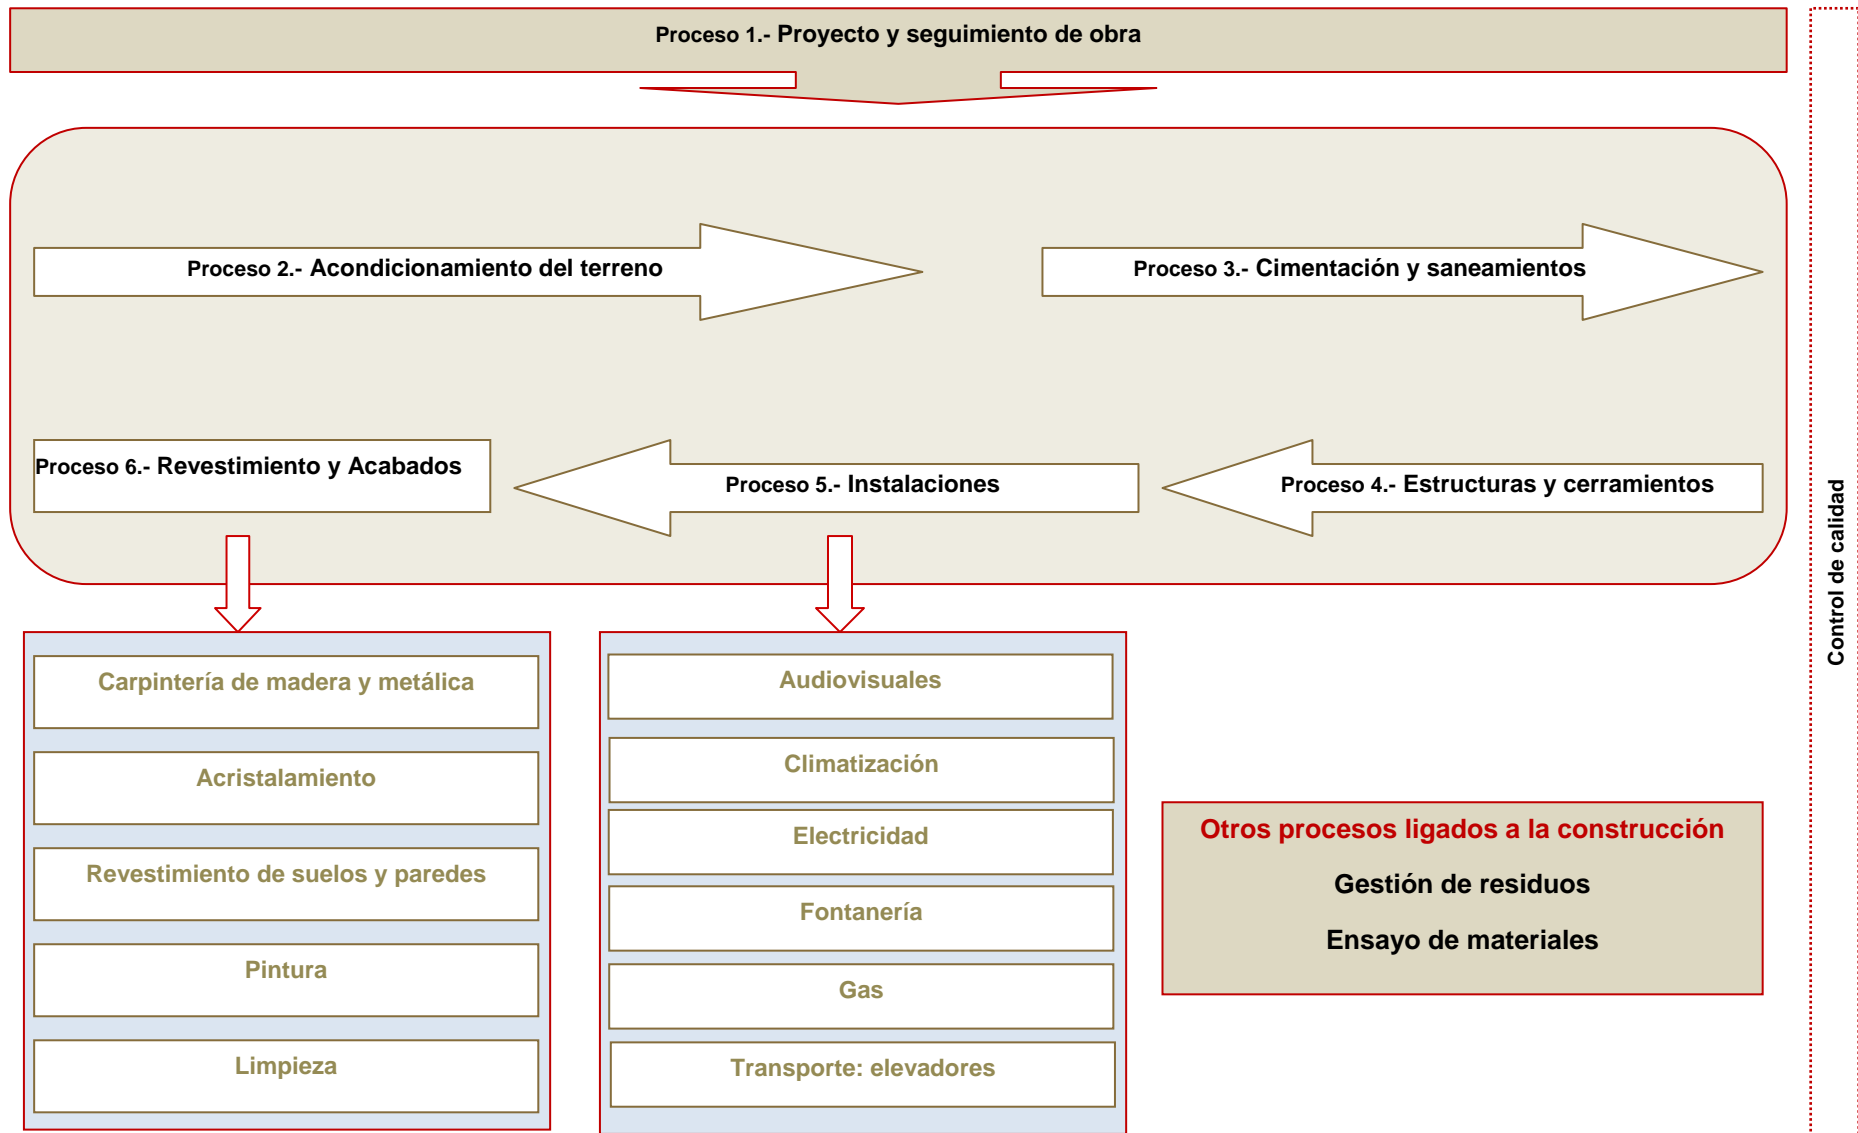 Proceso 1.- Proyecto y seguimiento de obra
Proceso 2.- Acondicionamiento del terreno
Proceso 3.- Cimentación y saneamientos
Proceso 6.- Revestimiento y Acabados
Proceso 5.- Instalaciones
Proceso 4.- Estructuras y cerramientos
Carpintería de madera y metálica
Acristalamiento
Revestimiento de suelos y paredes
Pintura
Limpieza
Audiovisuales
Climatización
Electricidad
Fontanería
Gas
Transporte: elevadores
Otros procesos ligados a la construcción
Gestión de residuos
Ensayo de materiales
Control de calidad